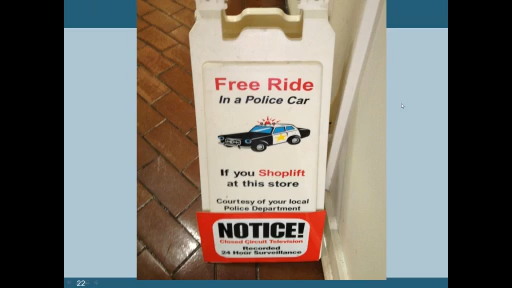 Free Ride
In a Police Car
If you Shoplift
at this store
Courtesy of your local
Police Department
NOTICE!
Closed Circuit Television
Recorded
24 Hour Surveillance
22